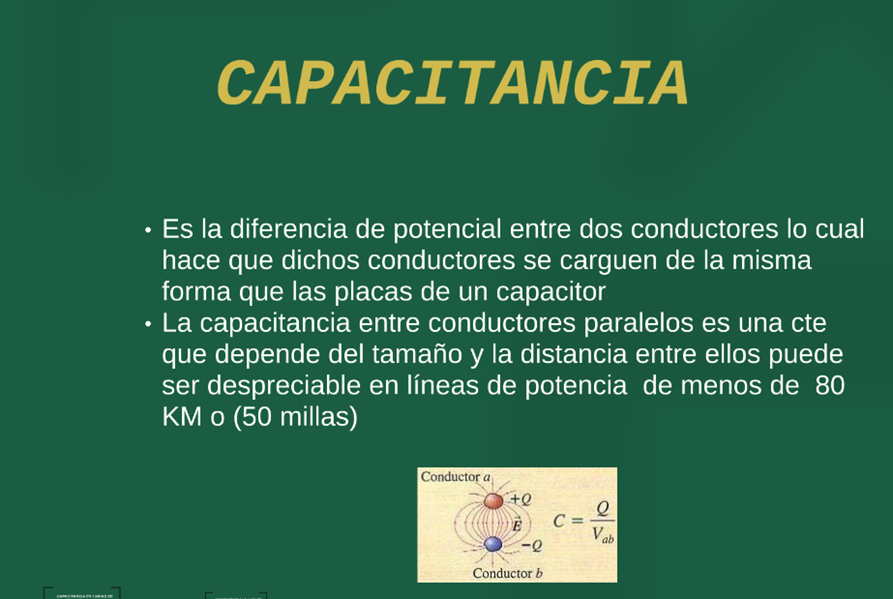 CAPACITANCIA
• Es la diferencia de potencial entre dos conductores lo cual
hace que dichos conductores se carguen de la misma
forma que las placas de un capacitor
• La capacitancia entre conductores paralelos es una cte
que depende del tamaño y la distancia entre ellos puede
ser despreciable en líneas de potencia  de menos de  80
KM o (50 millas)
Conductor a
+Q
E⃗
C = Q / V_ab
−Q
Conductor b